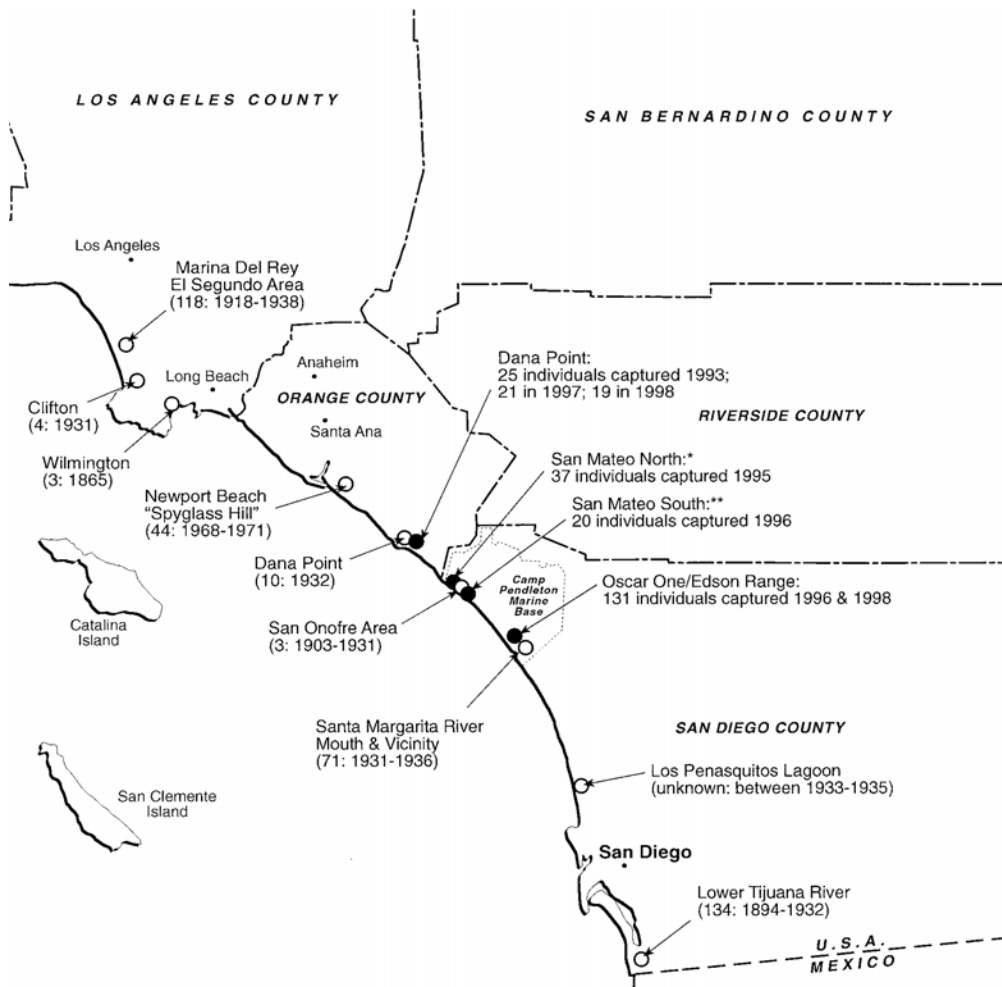 LOS ANGELES COUNTY
SAN BERNARDINO COUNTY
Los Angeles
Marina Del Rey
El Segundo Area
(118: 1918-1938)
Long Beach
Anaheim
ORANGE COUNTY
Santa Ana
Dana Point:
25 individuals captured 1993;
21 in 1997; 19 in 1998
RIVERSIDE COUNTY
Clifton
(4: 1931)
Wilmington
(3: 1865)
San Mateo North:*
37 individuals captured 1995
Newport Beach
"Spyglass Hill"
(44: 1968-1971)
San Mateo South:**
20 individuals captured 1996
Dana Point
(10: 1932)
Camp
Pendleton
Marine
Base
Oscar One/Edson Range:
131 individuals captured 1996 & 1998
Catalina
Island
San Onofre Area
(3: 1903-1931)
Santa Margarita River
Mouth & Vicinity
(71: 1931-1936)
SAN DIEGO COUNTY
Los Penasquitos Lagoon
(unknown: between 1933-1935)
San Clemente
Island
San Diego
Lower Tijuana River
(134: 1894-1932)
U.S.A.
MEXICO